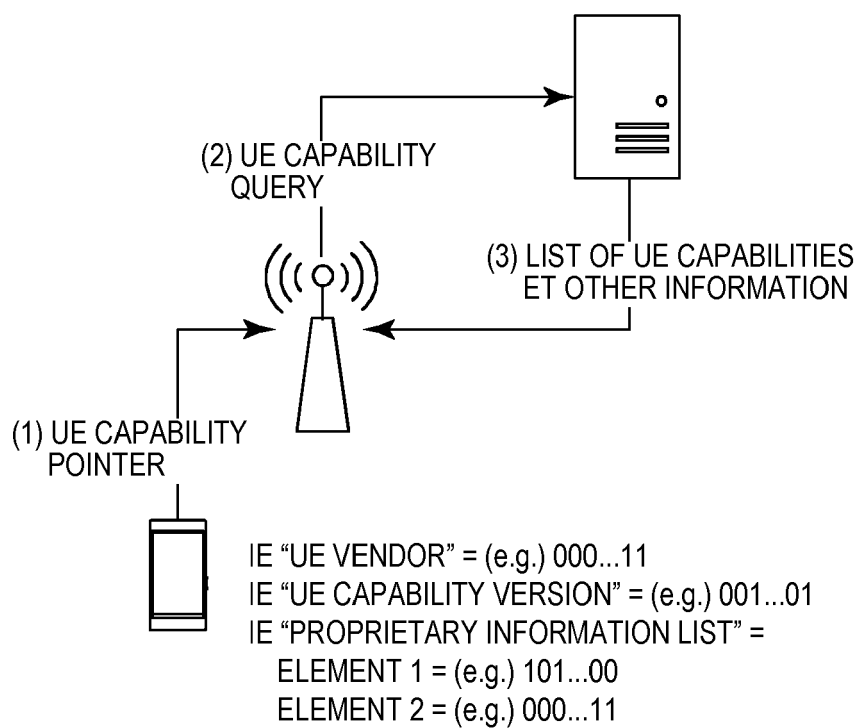 (2) UE CAPABILITY
QUERY
(3) LIST OF UE CAPABILITIES
ET OTHER INFORMATION
(1) UE CAPABILITY
POINTER
IE “UE VENDOR” = (e.g.) 000...11
IE “UE CAPABILITY VERSION” = (e.g.) 001...01
IE “PROPRIETARY INFORMATION LIST” =
ELEMENT 1 = (e.g.) 101...00
ELEMENT 2 = (e.g.) 000...11